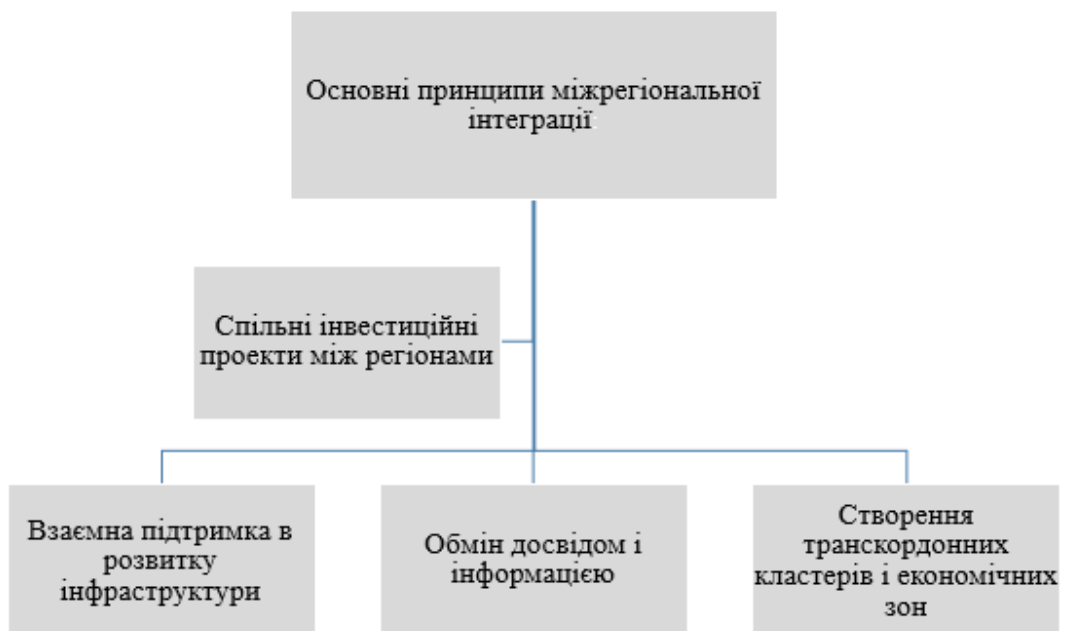 Основні принципи міжрегіональної
інтеграції
Спільні інвестиційні
проекти між регіонами
Взаємна підтримка в
розвитку
інфраструктури
Обмін досвідом і
інформацією
Створення
транскордонних
кластерів і економічних
зон